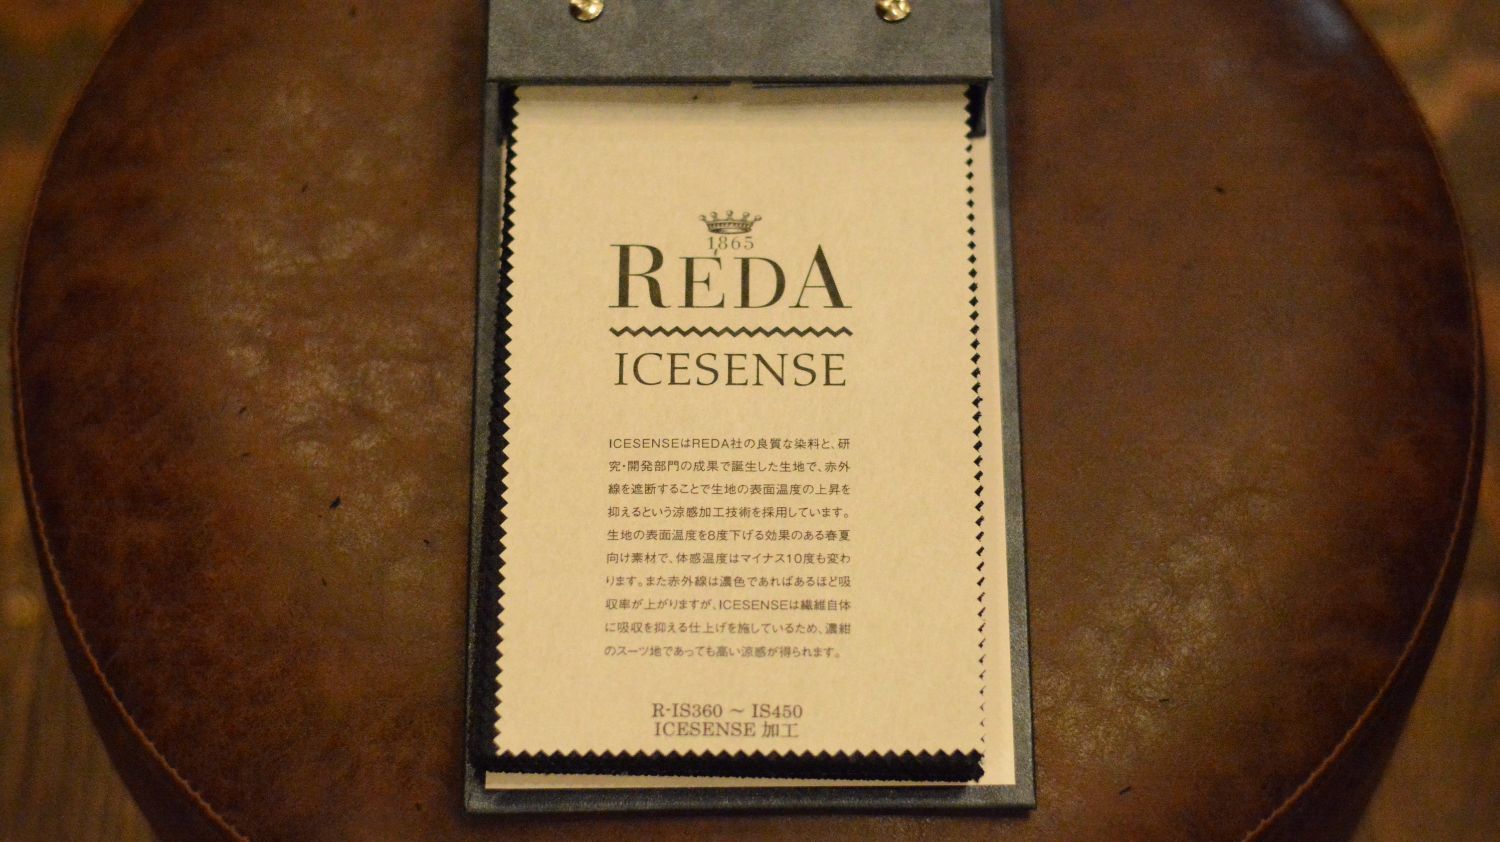 1865
REDA
ICESENSE
ICESENSEはREDA社の良質な染料と、研
究・開発部門の成果で誕生した生地で、赤外
線を遮断することで生地の表面温度の上昇を
抑えるという涼感加工技術を採用しています。
生地の表面温度を8度下げる効果のある春夏
向け素材で、体感温度はマイナス10度も変わ
ります。また赤外線は濃色であればあるほど吸
収率が上がりますが、ICESENSEは繊維自体
に吸収を抑える仕上げを施しているため、濃紺
のスーツ地であっても高い涼感が得られます。
R-IS360 ～ IS450
ICESENSE 加工